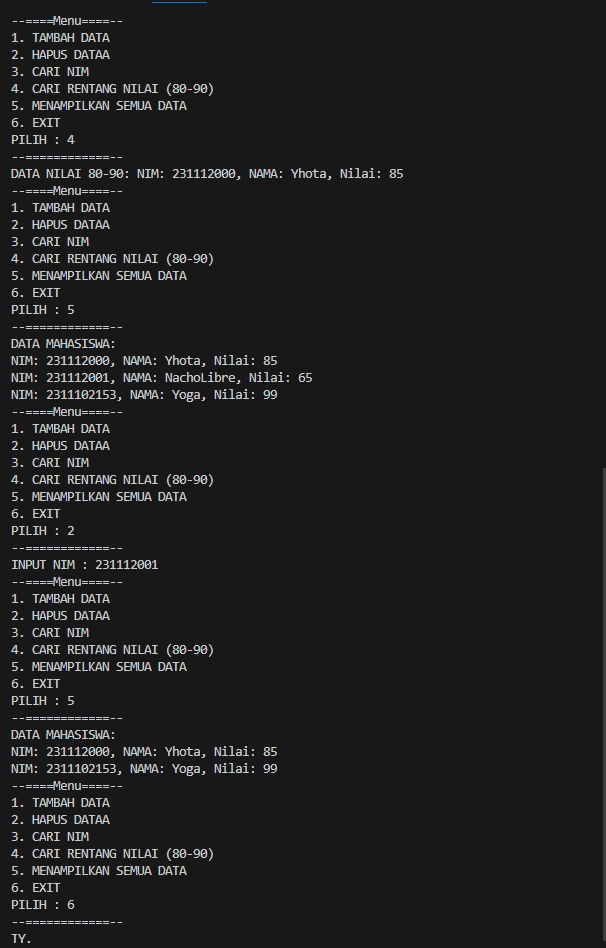 --====Menu====--
1. TAMBAH DATA
2. HAPUS DATAA
3. CARI NIM
4. CARI RENTANG NILAI (80-90)
5. MENAMPILKAN SEMUA DATA
6. EXIT
PILIH : 4
--============--
DATA NILAI 80-90: NIM: 231112000, NAMA: Yhota, Nilai: 85
--====Menu====--
1. TAMBAH DATA
2. HAPUS DATAA
3. CARI NIM
4. CARI RENTANG NILAI (80-90)
5. MENAMPILKAN SEMUA DATA
6. EXIT
PILIH : 5
--============--
DATA MAHASISWA:
NIM: 231112000, NAMA: Yhota, Nilai: 85
NIM: 231112001, NAMA: NachoLibre, Nilai: 65
NIM: 2311102153, NAMA: Yoga, Nilai: 99
--====Menu====--
1. TAMBAH DATA
2. HAPUS DATAA
3. CARI NIM
4. CARI RENTANG NILAI (80-90)
5. MENAMPILKAN SEMUA DATA
6. EXIT
PILIH : 2
--============--
INPUT NIM : 231112001
--====Menu====--
1. TAMBAH DATA
2. HAPUS DATAA
3. CARI NIM
4. CARI RENTANG NILAI (80-90)
5. MENAMPILKAN SEMUA DATA
6. EXIT
PILIH : 5
--============--
DATA MAHASISWA:
NIM: 231112000, NAMA: Yhota, Nilai: 85
NIM: 2311102153, NAMA: Yoga, Nilai: 99
--====Menu====--
1. TAMBAH DATA
2. HAPUS DATAA
3. CARI NIM
4. CARI RENTANG NILAI (80-90)
5. MENAMPILKAN SEMUA DATA
6. EXIT
PILIH : 6
--============--
TY.